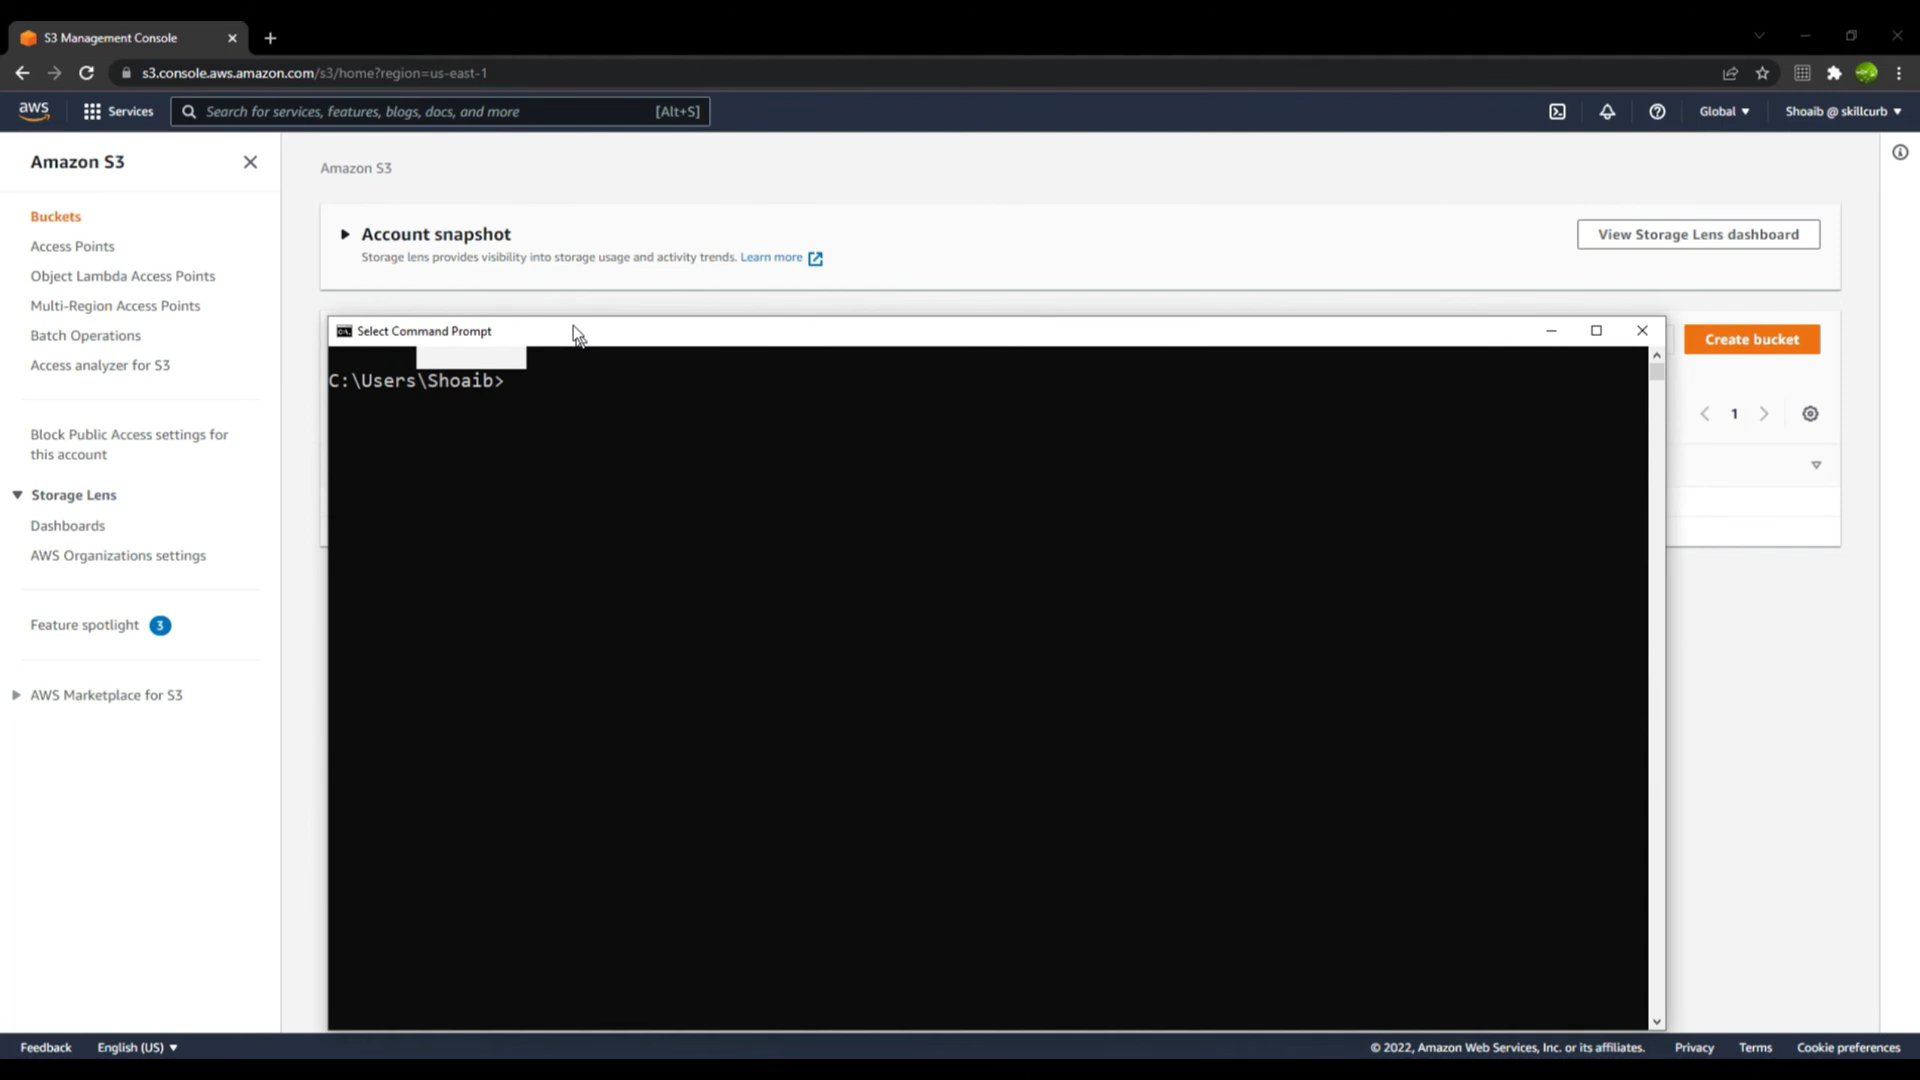 S3 Management Console
s3.console.aws.amazon.com/s3/home?region=us-east-1
aws
Services
Search for services, features, blogs, docs, and more
[Alt+S]
Global
Shoaib @ skillcurb
Amazon S3
Buckets
Access Points
Object Lambda Access Points
Multi-Region Access Points
Batch Operations
Access analyzer for S3
Block Public Access settings for
this account
Storage Lens
Dashboards
AWS Organizations settings
Feature spotlight 3
AWS Marketplace for S3
Amazon S3
Account snapshot
Storage lens provides visibility into storage usage and activity trends. Learn more
View Storage Lens dashboard
Create bucket
1
Select Command Prompt
C:\Users\Shoaib>
Feedback
English (US)
© 2022, Amazon Web Services, Inc. or its affiliates.
Privacy
Terms
Cookie preferences